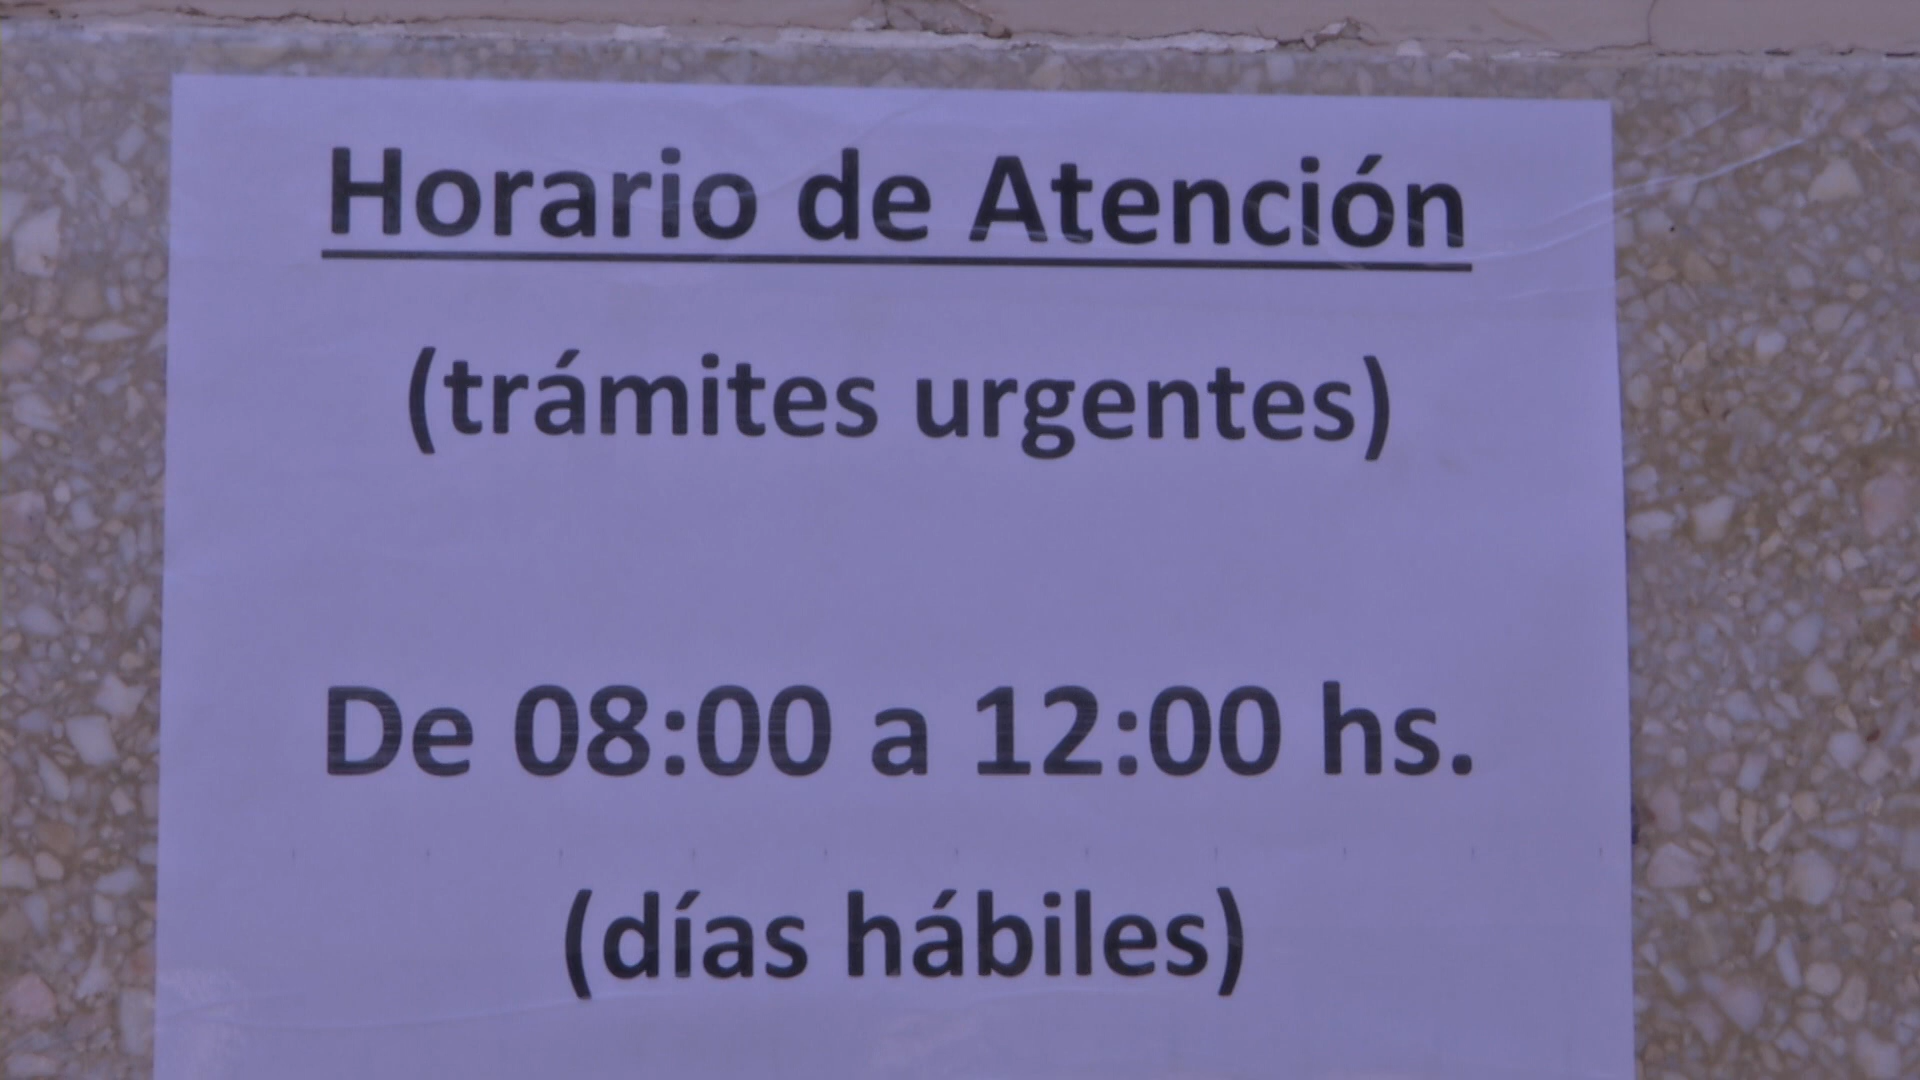 Horario de Atención
(trámites urgentes)
De 08:00 a 12:00 hs.
(días hábiles)